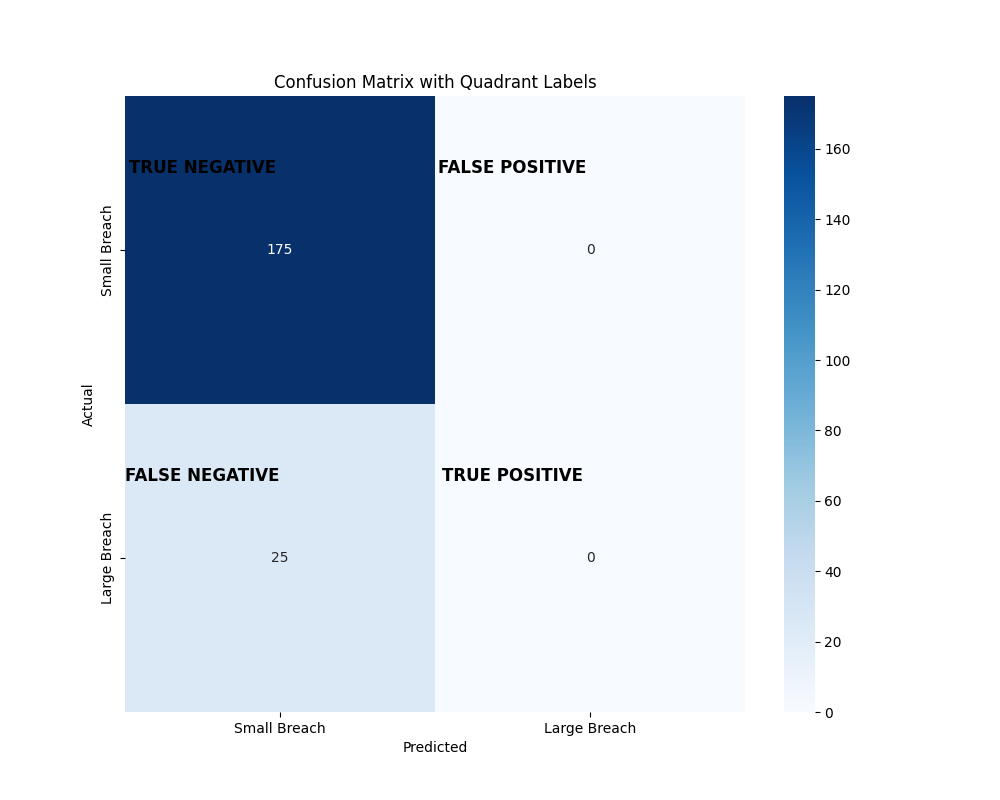 Confusion Matrix with Quadrant Labels
TRUE NEGATIVE
FALSE POSITIVE
175
0
FALSE NEGATIVE
TRUE POSITIVE
25
0
Actual
Small Breach
Large Breach
Small Breach
Large Breach
Predicted
160
140
120
100
80
60
40
20
0